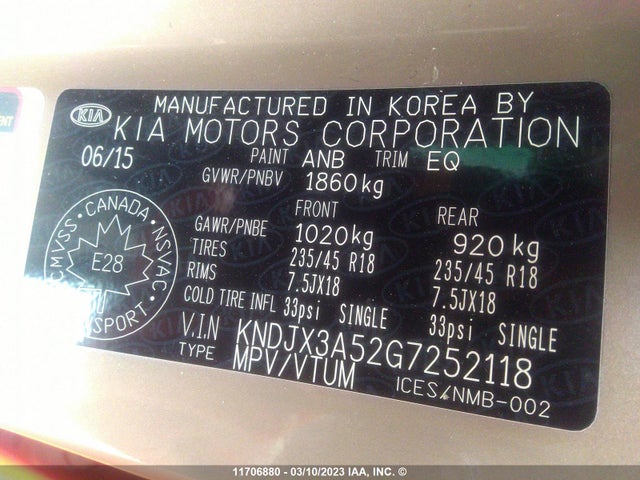 ENT
KIA
MANUFACTURED IN KOREA BY
KIA MOTORS CORPORATION
06/15 PAINT ANB TRIM EQ
GVWR/PNBV 1860kg
FRONT REAR
GAWR/PNBE 1020kg 920kg
TIRES 235/45 R18 235/45 R18
RIMS 7.5JX18 7.5JX18
COLD TIRE INFL 33psi SINGLE 33psi SINGLE
V.I.N KNDJX3A52G7252118
TYPE MPV/VTUM
ICES/NMB-002
CMVSS · CANADA · NSVAC
E28
11706880 - 03/10/2023 IAA, INC. ©